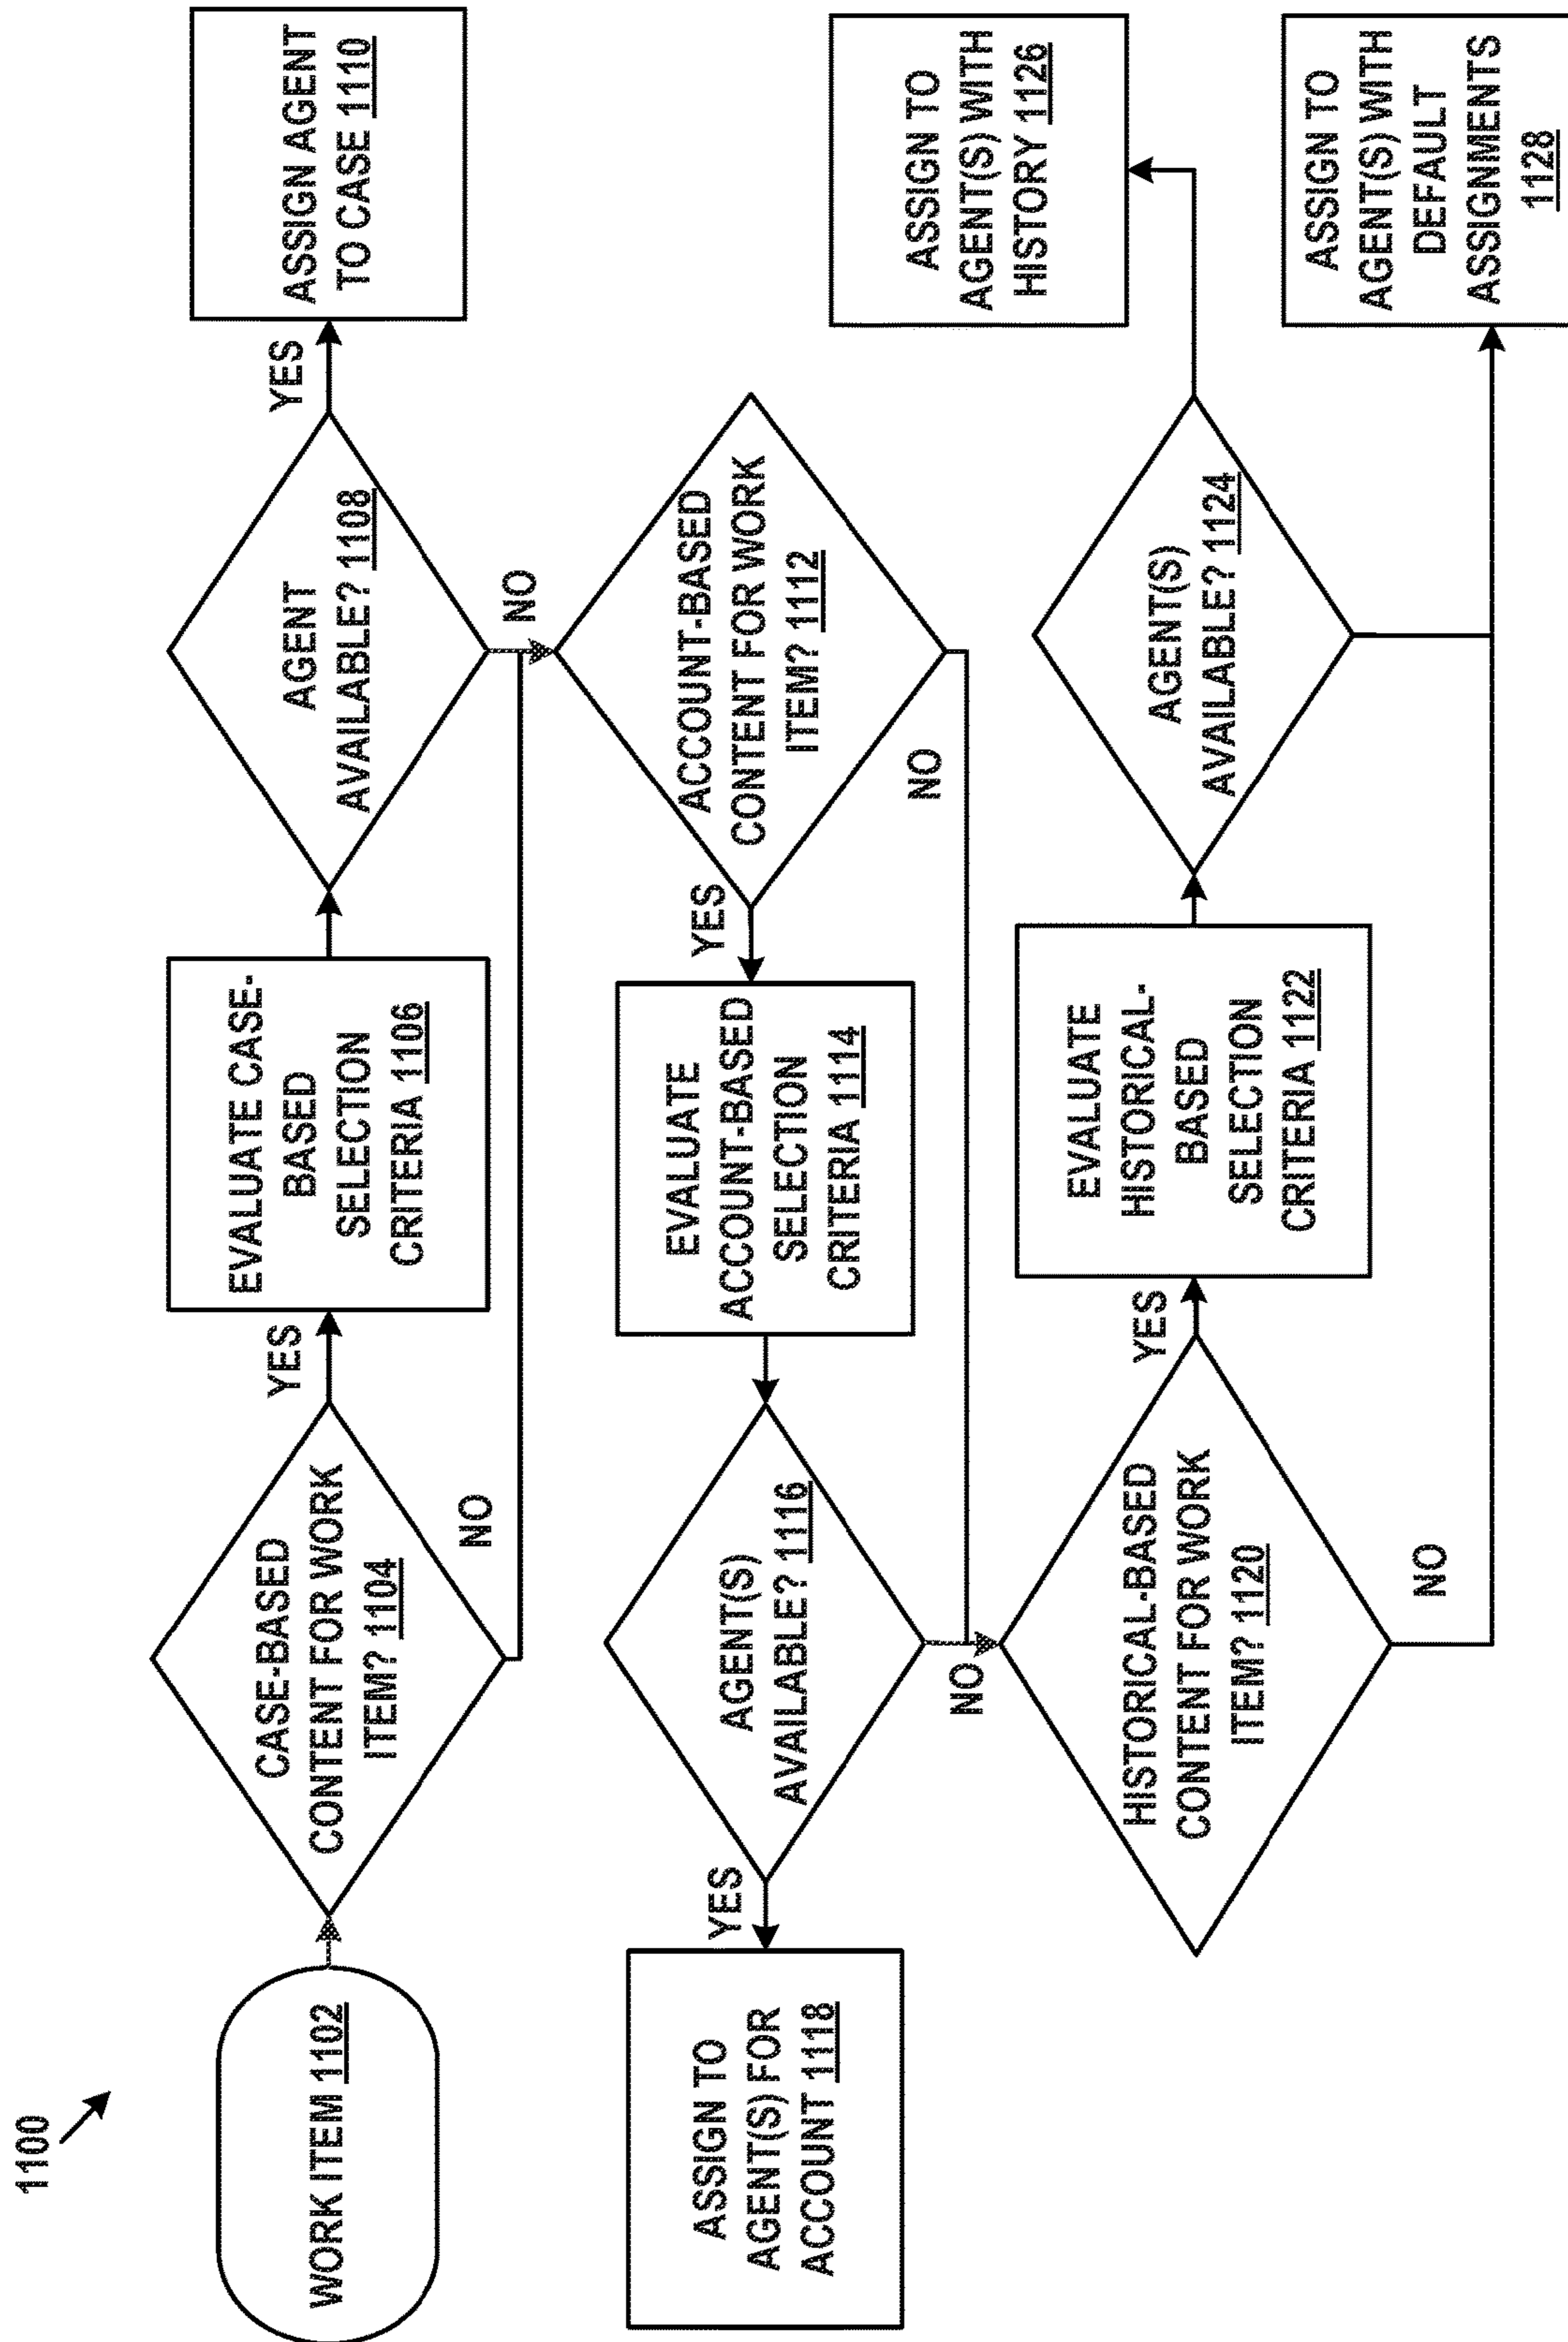 1100
WORK ITEM 1102
CASE-BASED
CONTENT FOR WORK
ITEM? 1104
YES
NO
EVALUATE CASE-
BASED
SELECTION
CRITERIA 1106
AGENT
AVAILABLE? 1108
YES
NO
ASSIGN AGENT
TO CASE 1110
ACCOUNT-BASED
CONTENT FOR WORK
ITEM? 1112
YES
NO
EVALUATE
ACCOUNT-BASED
SELECTION
CRITERIA 1114
AGENT(S)
AVAILABLE? 1116
YES
NO
ASSIGN TO
AGENT(S) FOR
ACCOUNT 1118
HISTORICAL-BASED
CONTENT FOR WORK
ITEM? 1120
YES
NO
EVALUATE
HISTORICAL-
BASED
SELECTION
CRITERIA 1122
AGENT(S)
AVAILABLE? 1124
ASSIGN TO
AGENT(S) WITH
HISTORY 1126
ASSIGN TO
AGENT(S) WITH
DEFAULT
ASSIGNMENTS
1128